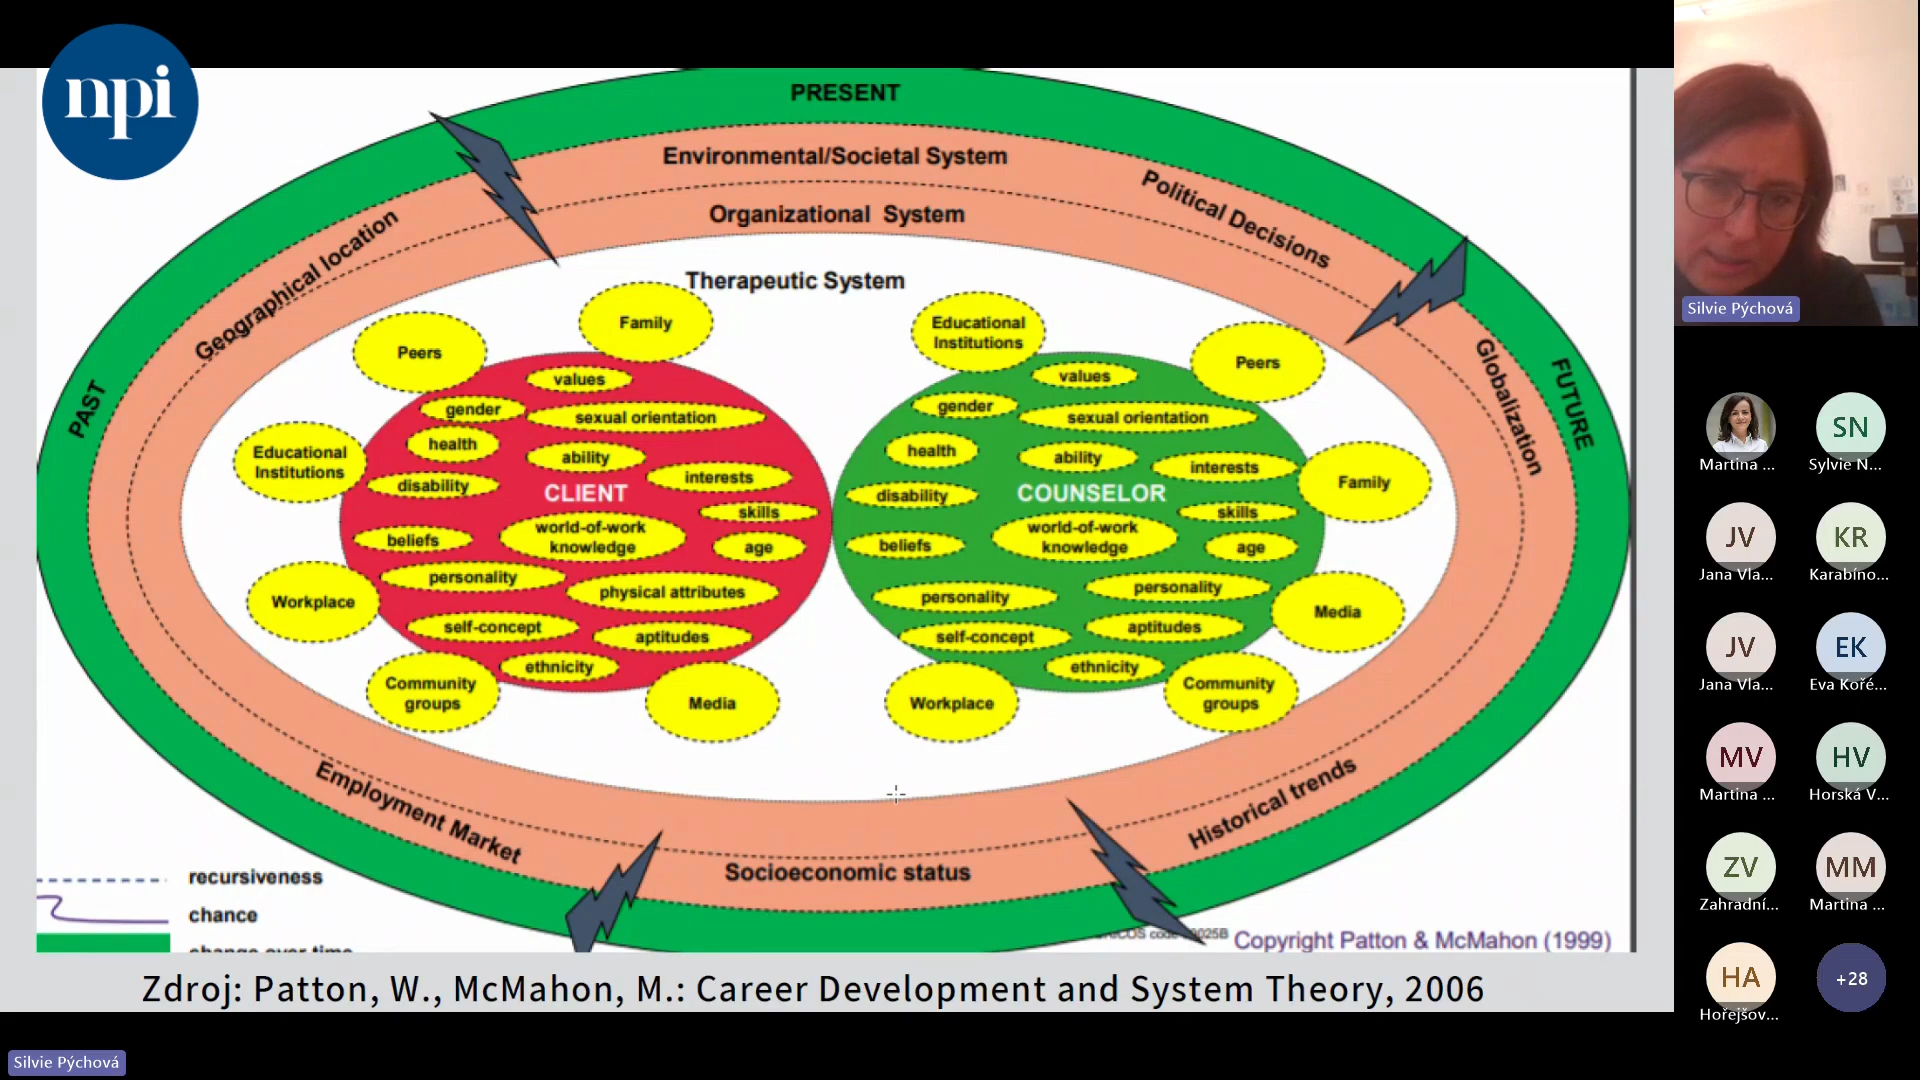 npi
PRESENT
Environmental/Societal System
Organizational System
Political Decisions
Geographical location
Therapeutic System
PAST
FUTURE
Globalization
Peers
Family
Educational
Institutions
Workplace
Community
groups
Media
values
gender
sexual orientation
health
ability
interests
disability
CLIENT
skills
world-of-work
knowledge
beliefs
age
personality
physical attributes
self-concept
aptitudes
ethnicity
Educational
Institutions
Peers
Family
Media
Community
groups
Workplace
values
gender
sexual orientation
health
ability
interests
disability
COUNSELOR
skills
world-of-work
knowledge
beliefs
age
personality
personality
self-concept
aptitudes
ethnicity
Employment Market
Socioeconomic status
Historical trends
recursiveness
chance
change over time
Copyright Patton & McMahon (1999)
Zdroj: Patton, W., McMahon, M.: Career Development and System Theory, 2006
Silvie Pýchová
Silvie Pýchová
Martina ...
SN
Sylvie N...
JV
Jana Vla...
KR
Karabíno...
JV
Jana Vla...
EK
Eva Kořé...
MV
Martina ...
HV
Horská V...
ZV
Zahradní...
MM
Martina ...
HA
Hořejšov...
+28